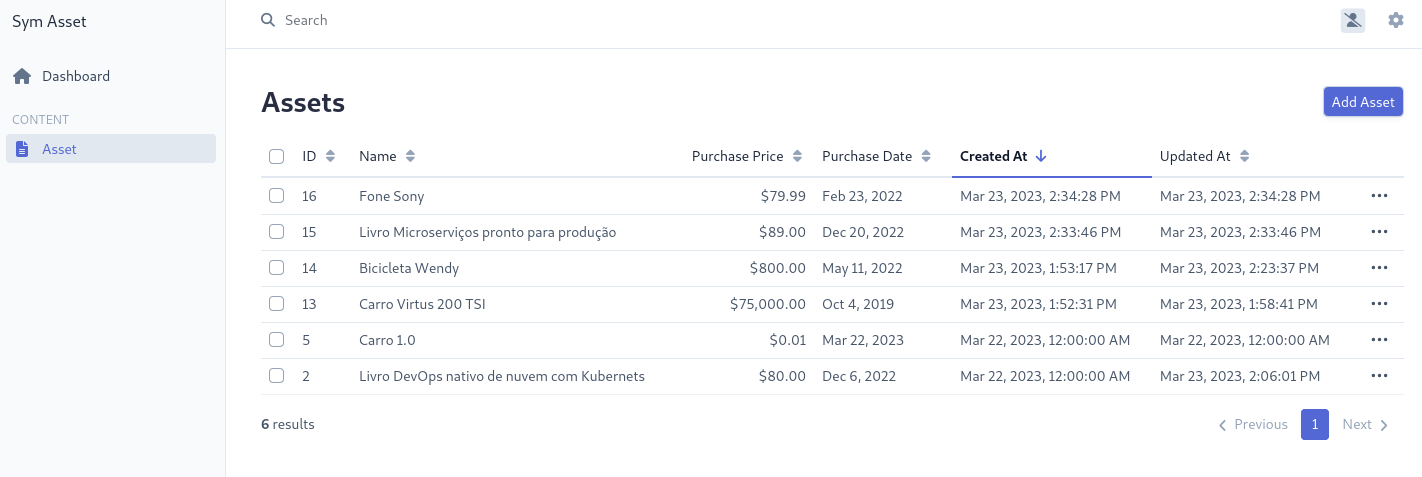 Sym Asset
Search
Dashboard
CONTENT
Asset
Assets
Add Asset
ID Name Purchase Price Purchase Date Created At Updated At
16 Fone Sony $79.99 Feb 23, 2022 Mar 23, 2023, 2:34:28 PM Mar 23, 2023, 2:34:28 PM
15 Livro Microserviços pronto para produção $89.00 Dec 20, 2022 Mar 23, 2023, 2:33:46 PM Mar 23, 2023, 2:33:46 PM
14 Bicicleta Wendy $800.00 May 11, 2022 Mar 23, 2023, 1:53:17 PM Mar 23, 2023, 2:23:37 PM
13 Carro Virtus 200 TSI $75,000.00 Oct 4, 2019 Mar 23, 2023, 1:52:31 PM Mar 23, 2023, 1:58:41 PM
5 Carro 1.0 $0.01 Mar 22, 2023 Mar 22, 2023, 12:00:00 AM Mar 22, 2023, 12:00:00 AM
2 Livro DevOps nativo de nuvem com Kubernets $80.00 Dec 6, 2022 Mar 22, 2023, 12:00:00 AM Mar 23, 2023, 2:06:01 PM
6 results
Previous 1 Next